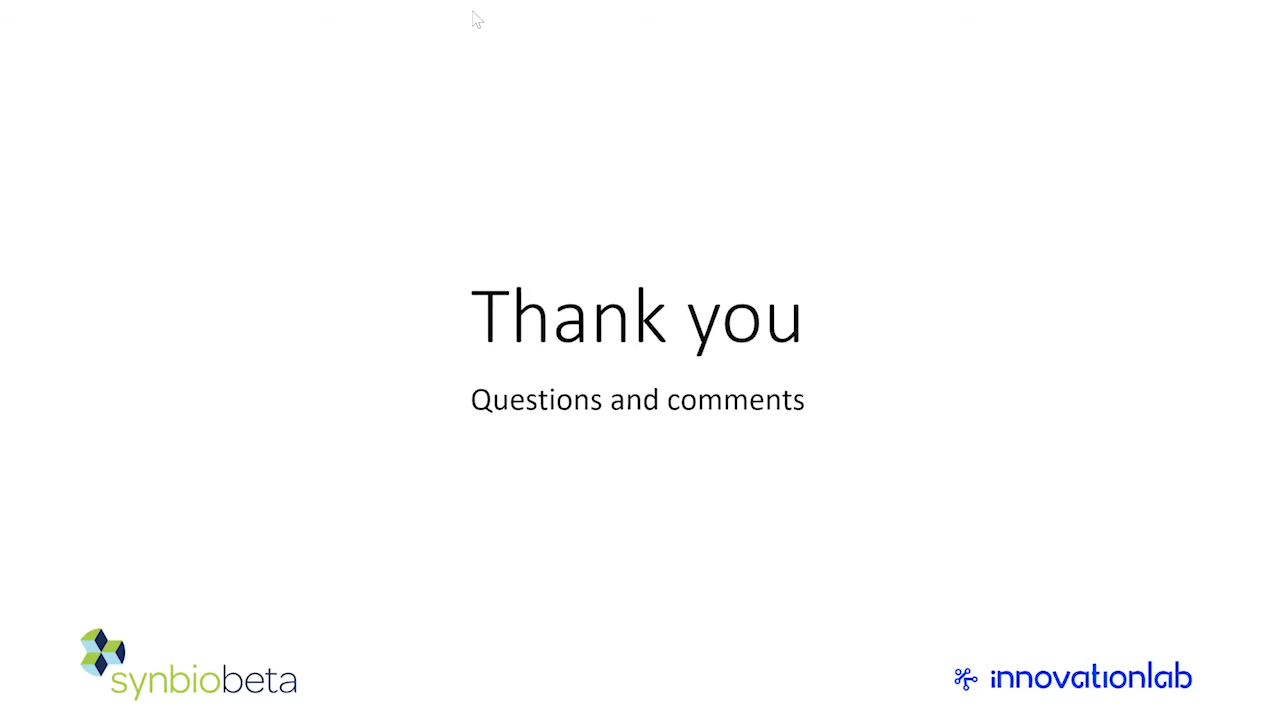 Thank you
Questions and comments
synbiobeta
innovationlab